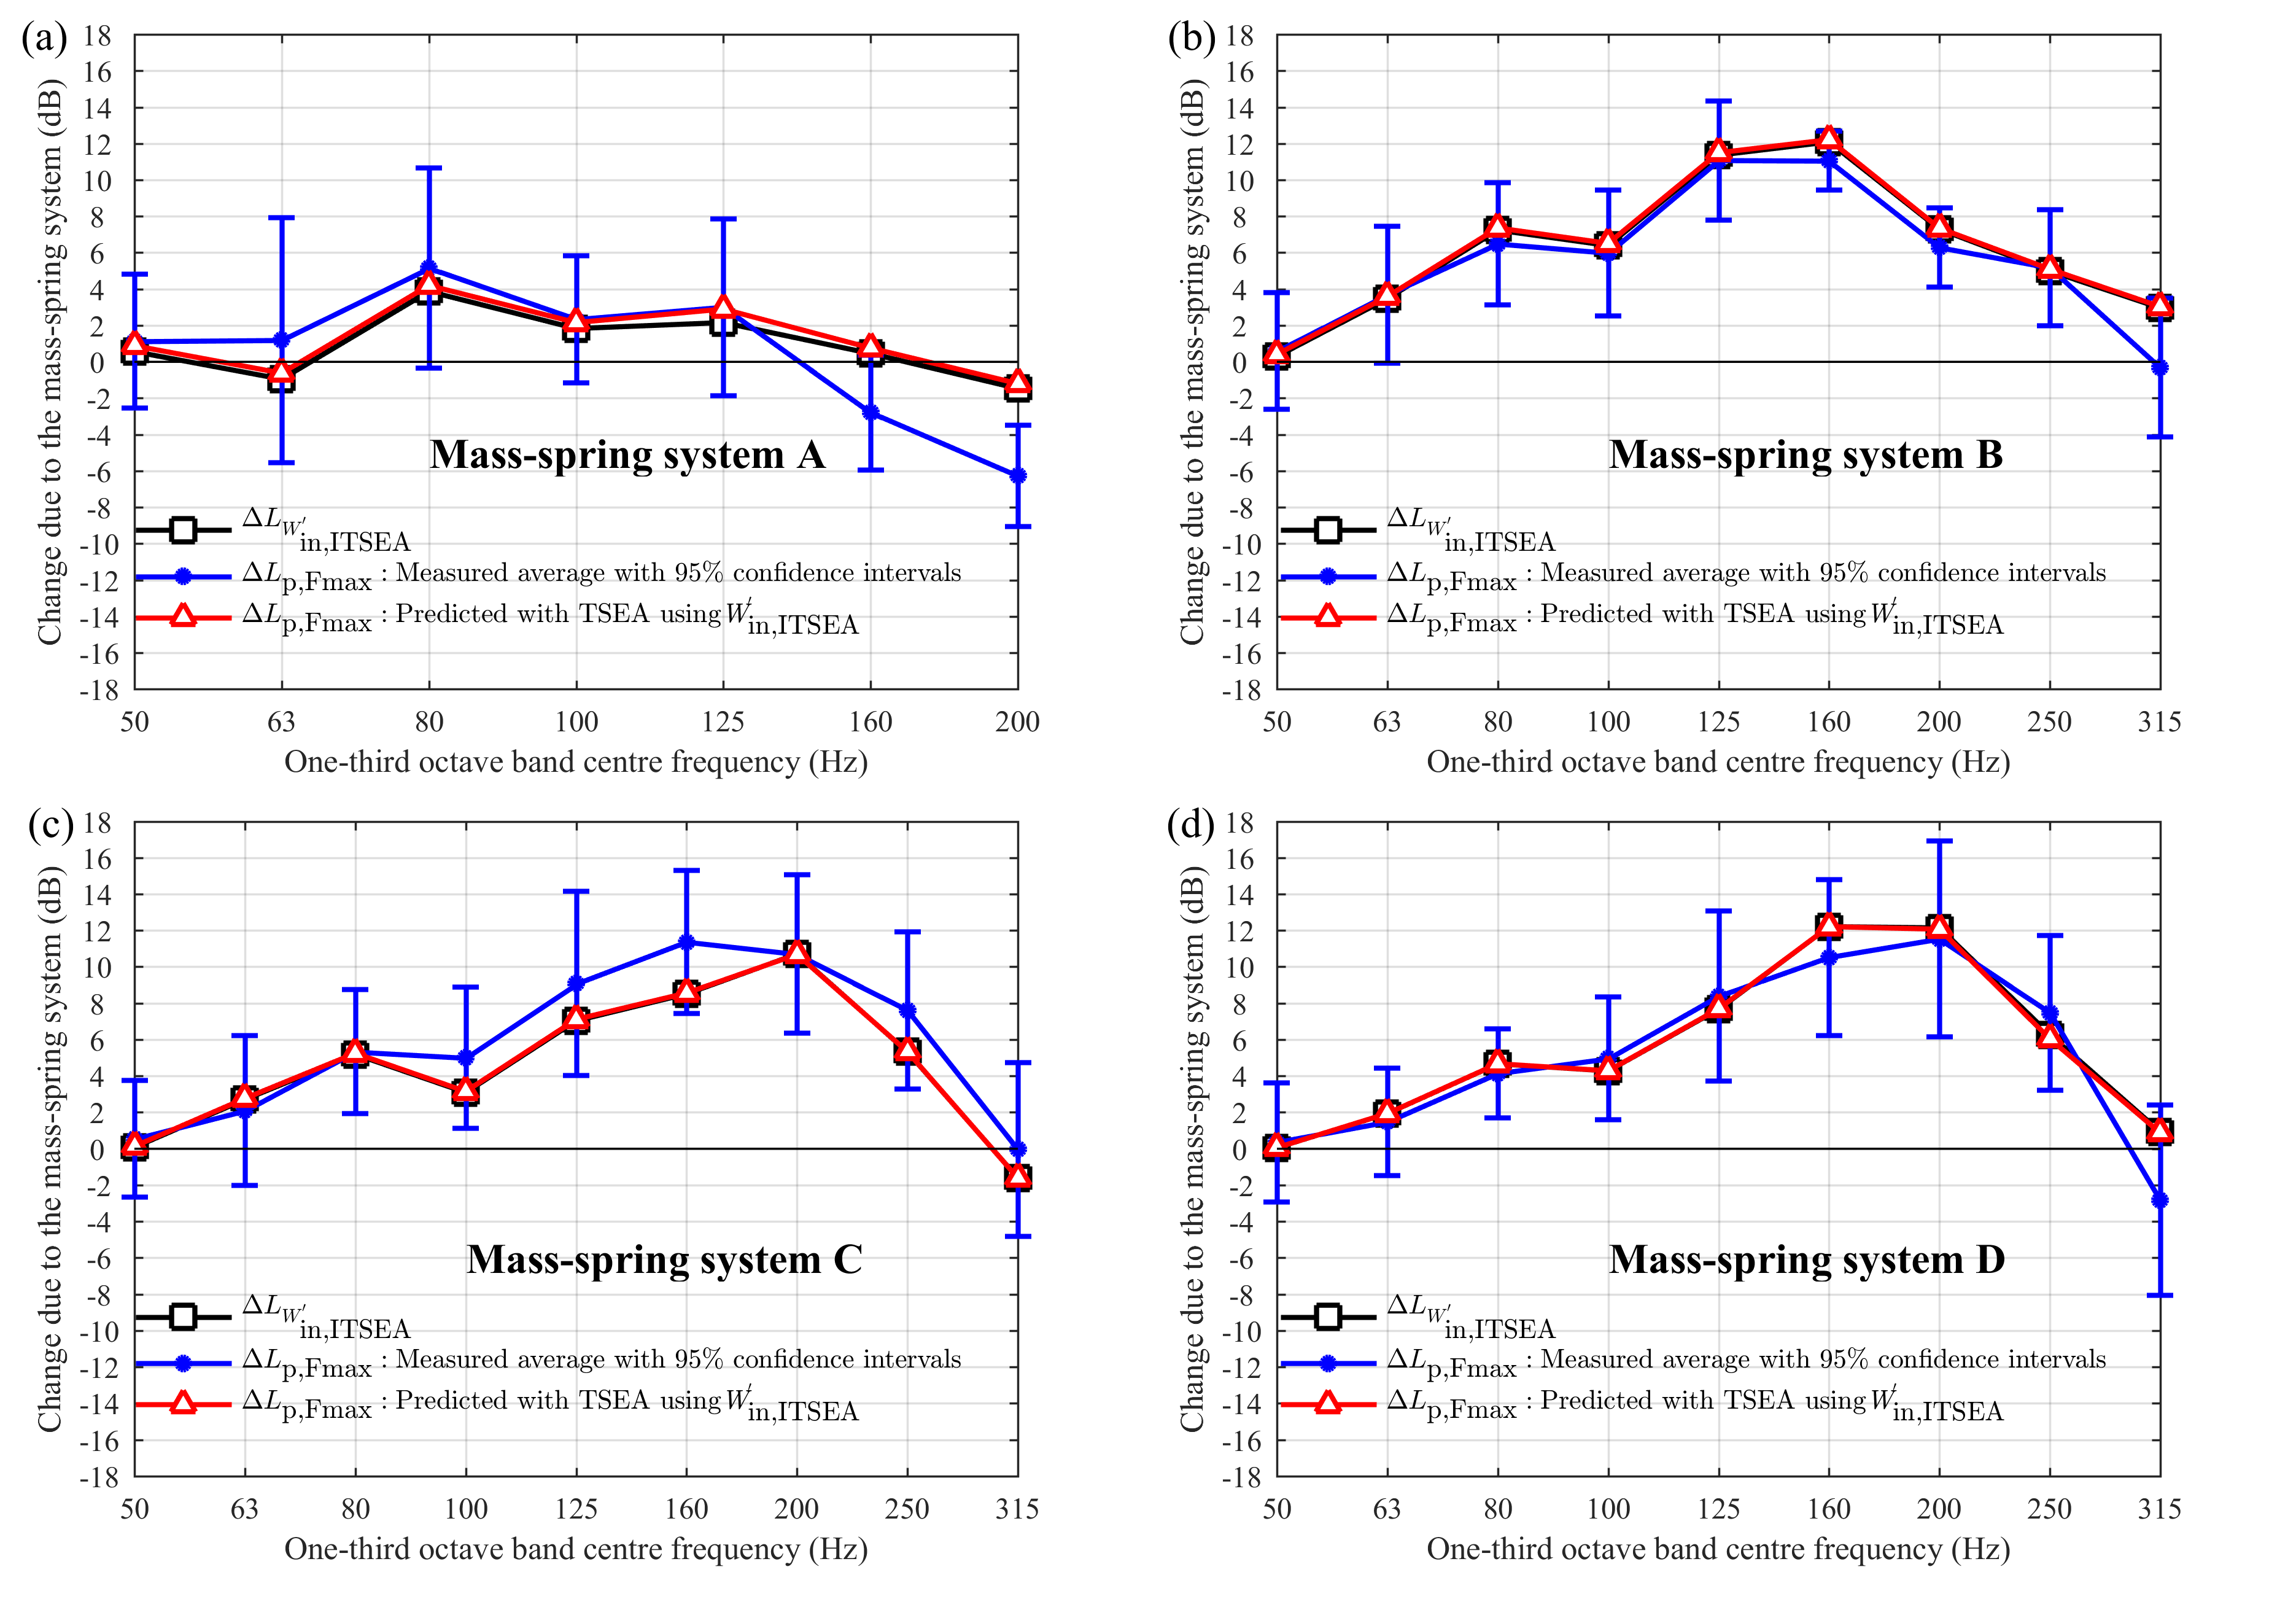 (a)
Change due to the mass-spring system (dB)
18
16
14
12
10
8
6
4
2
0
-2
-4
-6
-8
-10
-12
-14
-16
-18
Mass-spring system A
ΔL_W′in,ITSEA
ΔL_p,Fmax : Measured average with 95% confidence intervals
ΔL_p,Fmax : Predicted with TSEA using W′in,ITSEA
50 63 80 100 125 160 200
One-third octave band centre frequency (Hz)
(b)
Change due to the mass-spring system (dB)
18
16
14
12
10
8
6
4
2
0
-2
-4
-6
-8
-10
-12
-14
-16
-18
Mass-spring system B
ΔL_W′in,ITSEA
ΔL_p,Fmax : Measured average with 95% confidence intervals
ΔL_p,Fmax : Predicted with TSEA using W′in,ITSEA
50 63 80 100 125 160 200 250 315
One-third octave band centre frequency (Hz)
(c)
Change due to the mass-spring system (dB)
18
16
14
12
10
8
6
4
2
0
-2
-4
-6
-8
-10
-12
-14
-16
-18
Mass-spring system C
ΔL_W′in,ITSEA
ΔL_p,Fmax : Measured average with 95% confidence intervals
ΔL_p,Fmax : Predicted with TSEA using W′in,ITSEA
50 63 80 100 125 160 200 250 315
One-third octave band centre frequency (Hz)
(d)
Change due to the mass-spring system (dB)
18
16
14
12
10
8
6
4
2
0
-2
-4
-6
-8
-10
-12
-14
-16
-18
Mass-spring system D
ΔL_W′in,ITSEA
ΔL_p,Fmax : Measured average with 95% confidence intervals
ΔL_p,Fmax : Predicted with TSEA using W′in,ITSEA
50 63 80 100 125 160 200 250 315
One-third octave band centre frequency (Hz)